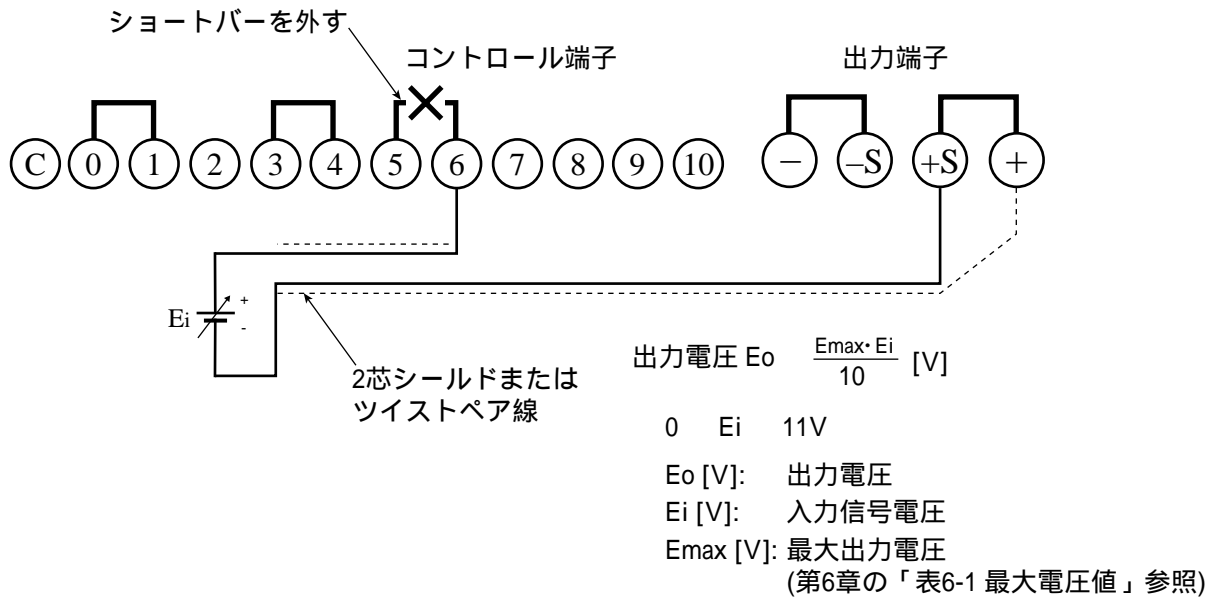 ショートバーを外す
コントロール端子
出力端子
C 0 1 2 3 4 5 6 7 8 9 10 − −S +S +
Ei
+
-
2芯シールドまたは
ツイストペア線
出力電圧 Eo Emax･Ei/10 [V]
0 Ei 11V
Eo [V]: 出力電圧
Ei [V]: 入力信号電圧
Emax [V]: 最大出力電圧
(第6章の「表6-1 最大電圧値」参照)